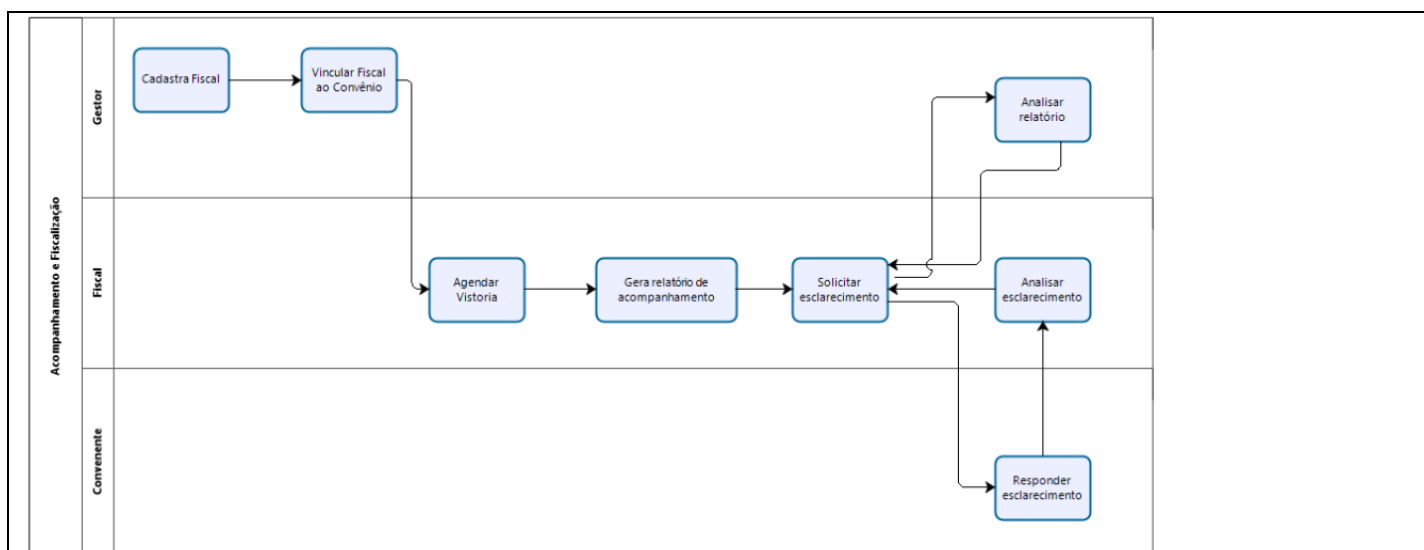 Acompanhamento e Fiscalização
Gestor
Cadastra Fiscal
Vincular Fiscal
ao Convênio
Analisar
relatório
Fiscal
Agendar
Vistoria
Gera relatório de
acompanhamento
Solicitar
esclarecimento
Analisar
esclarecimento
Convenente
Responder
esclarecimento